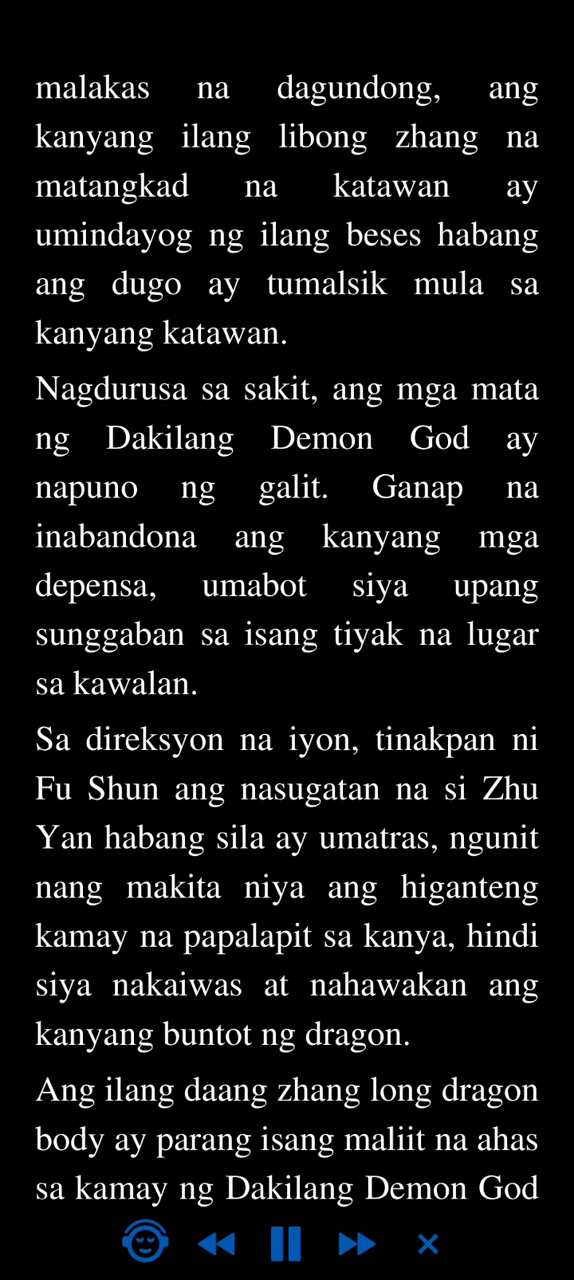 malakas na dagundong, ang
kanyang ilang libong zhang na
matangkad na katawan ay
umindayog ng ilang beses habang
ang dugo ay tumalsik mula sa
kanyang katawan.
Nagdurusa sa sakit, ang mga mata
ng Dakilang Demon God ay
napuno ng galit. Ganap na
inabandona ang kanyang mga
depensa, umabot siya upang
sunggaban sa isang tiyak na lugar
sa kawalan.
Sa direksyon na iyon, tinakpan ni
Fu Shun ang nasugatan na si Zhu
Yan habang sila ay umatras, ngunit
nang makita niya ang higanteng
kamay na papalapit sa kanya, hindi
siya nakaiwas at nahawakan ang
kanyang buntot ng dragon.
Ang ilang daang zhang long dragon
body ay parang isang maliit na ahas
sa kamay ng Dakilang Demon God